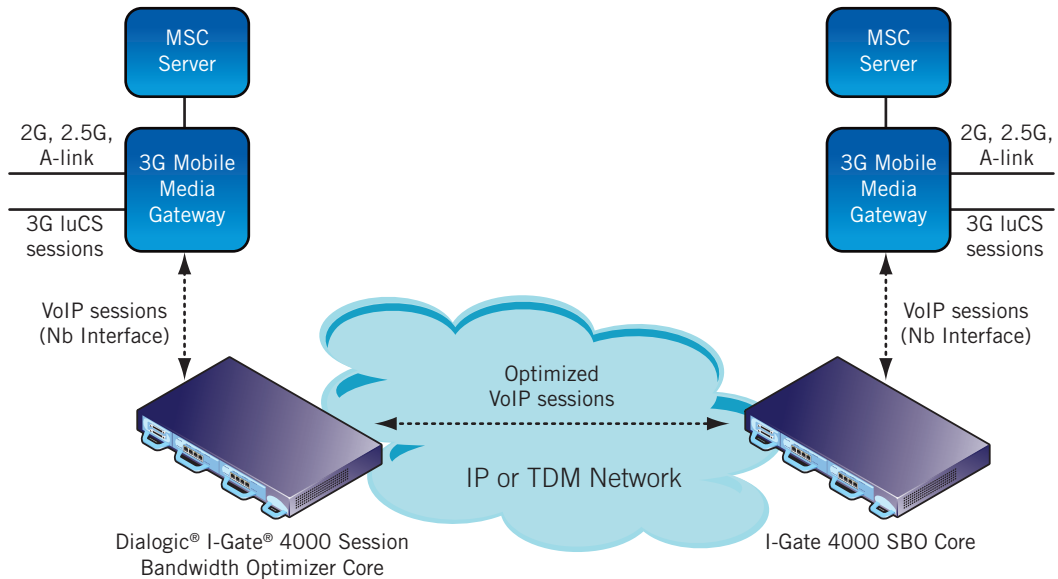 MSC
Server
MSC
Server
2G, 2.5G,
A-link
3G Mobile
Media
Gateway
3G IuCS
sessions
3G Mobile
Media
Gateway
2G, 2.5G,
A-link
3G IuCS
sessions
VoIP sessions
(Nb Interface)
VoIP sessions
(Nb Interface)
Optimized
VoIP sessions
IP or TDM Network
Dialogic® I-Gate® 4000 Session
Bandwidth Optimizer Core
I-Gate 4000 SBO Core